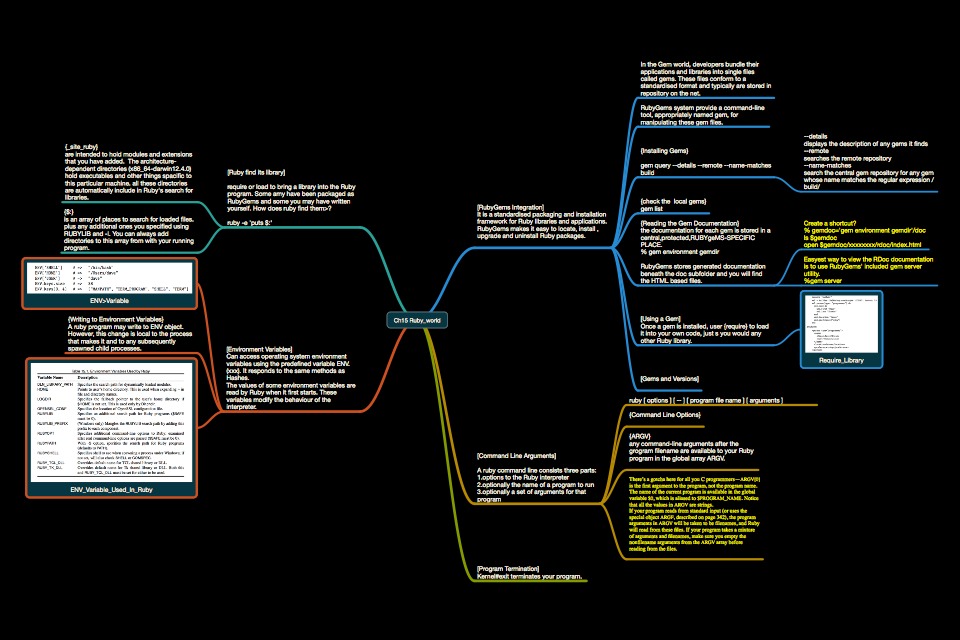 In the Gem world, developers bundle their
applications and libraries into single files
called gems. These files conform to a
standardised format and typically are stored in
repository on the net.
RubyGems system provide a command-line
tool, appropriately named gem, for
manipulating these gem files.
{Installing Gems}
gem query --details --remote --name-matches
build
--details
displays the description of any gems it finds
--remote
searches the remote repository
--name-matches
search the central gem repository for any gem
whose name matches the regular expression /
build/
{check the local gems}
gem list
{Reading the Gem Documentation}
the documentation for each gem is stored in a
central,protected,RUBYgeMS-SPECIFIC
PLACE.
% gem environment gemdir
RubyGems stores generated documentation
beneath the doc subfolder and you will find
the HTML based files.
Create a shortcut?
% gemdoc='gem environment gemdir'/doc
is $gemdoc
open $gemdoc/xxxxxxxx/rdoc/index.html
Easyest way to view the RDoc documentation
is to use RubyGems' included gem server
utility.
%gem server
{Using a Gem}
Once a gem is installed, user {require} to load
it into your own code, just s you would any
other Ruby library.
Require_Library
[Gems and Versions]
[RubyGems Integration]
It is a standardised packaging and installation
framework for Ruby libraries and applications.
RubyGems makes it easy to locate, install ,
upgrade and uninstall Ruby packages.
{_site_ruby}
are intended to hold modules and extensions
that you have added. The architecture-
dependent directories (x86_64-darwin12.4.0)
hold executables and other things specific to
this particular machine. all these directories
are automatically include in Ruby's search for
libraries.
{$:}
is an array of places to search for loaded files.
plus any additional ones you specified using
RUBYLIB and -I. You can always add
directories to this array from with your running
program.
[Ruby find its library]
require or load to bring a library into the Ruby
program. Some amy have been packaged as
RubyGems and some you may have written
yourself. How does ruby find them>?
ruby -e 'puts $:'
Ch15 Ruby_world
ENV['SHELL'] # => "/bin/bash"
ENV['HOME'] # => "/Users/dave"
ENV['USER'] # => "dave"
ENV.keys.size # => 38
ENV.keys[0, 4] # => ["MANPATH", "TERM_PROGRAM", "SHELL", "TERM"]
ENV>Variable
{Writing to Environment Variables}
A ruby program may write to ENV object.
However, this change is local to the process
that makes it and to any subsequently
spawned child processes.
Variable Name Description
ENV_Variable_Used_In_Ruby
[Environment Variables]
Can access operating system environment
variables using the predefined variable ENV.
{xxx}. It responds to the same methods as
Hashes.
The values of some environment variables are
read by Ruby when it first starts. These
variables modify the behaviour of the
interpreter.
[Command Line Arguments]
A ruby command line consists three parts:
1.options to the Ruby interpreter
2.optionally the name of a program to run
3.optionally a set of arguments for that
program
ruby [ options ] [ -- ] [ program file name ] [ arguments ]
{Command Line Options}
{ARGV}
any command-line arguments after the
program filename are available to your Ruby
program in the global array ARGV.
There's a gotcha here for all you C programmers—ARGV[0]
is the first argument to the program, not the program name.
The name of the current program is available in the global
variable $0, which is aliased to $PROGRAM_NAME. Notice
that all the values in ARGV are strings.
If your program reads from standard input (or uses the
special object ARGF, described on page 342), the program
arguments in ARGV will be taken to be filenames, and Ruby
will read from these files. If your program takes a mixture
of arguments and filenames, make sure you empty the
nonfilename arguments from the ARGV array before
reading from the files.
[Program Termination]
Kernel#exit terminates your program.